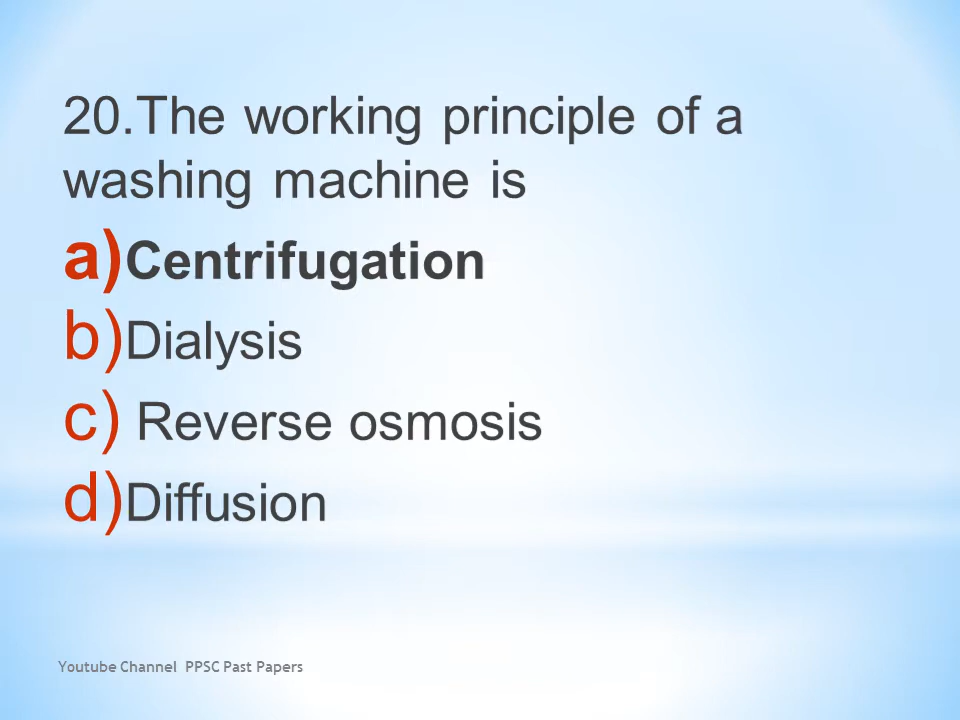 20.The working principle of a
washing machine is
a)Centrifugation
b)Dialysis
c) Reverse osmosis
d)Diffusion
Youtube Channel PPSC Past Papers